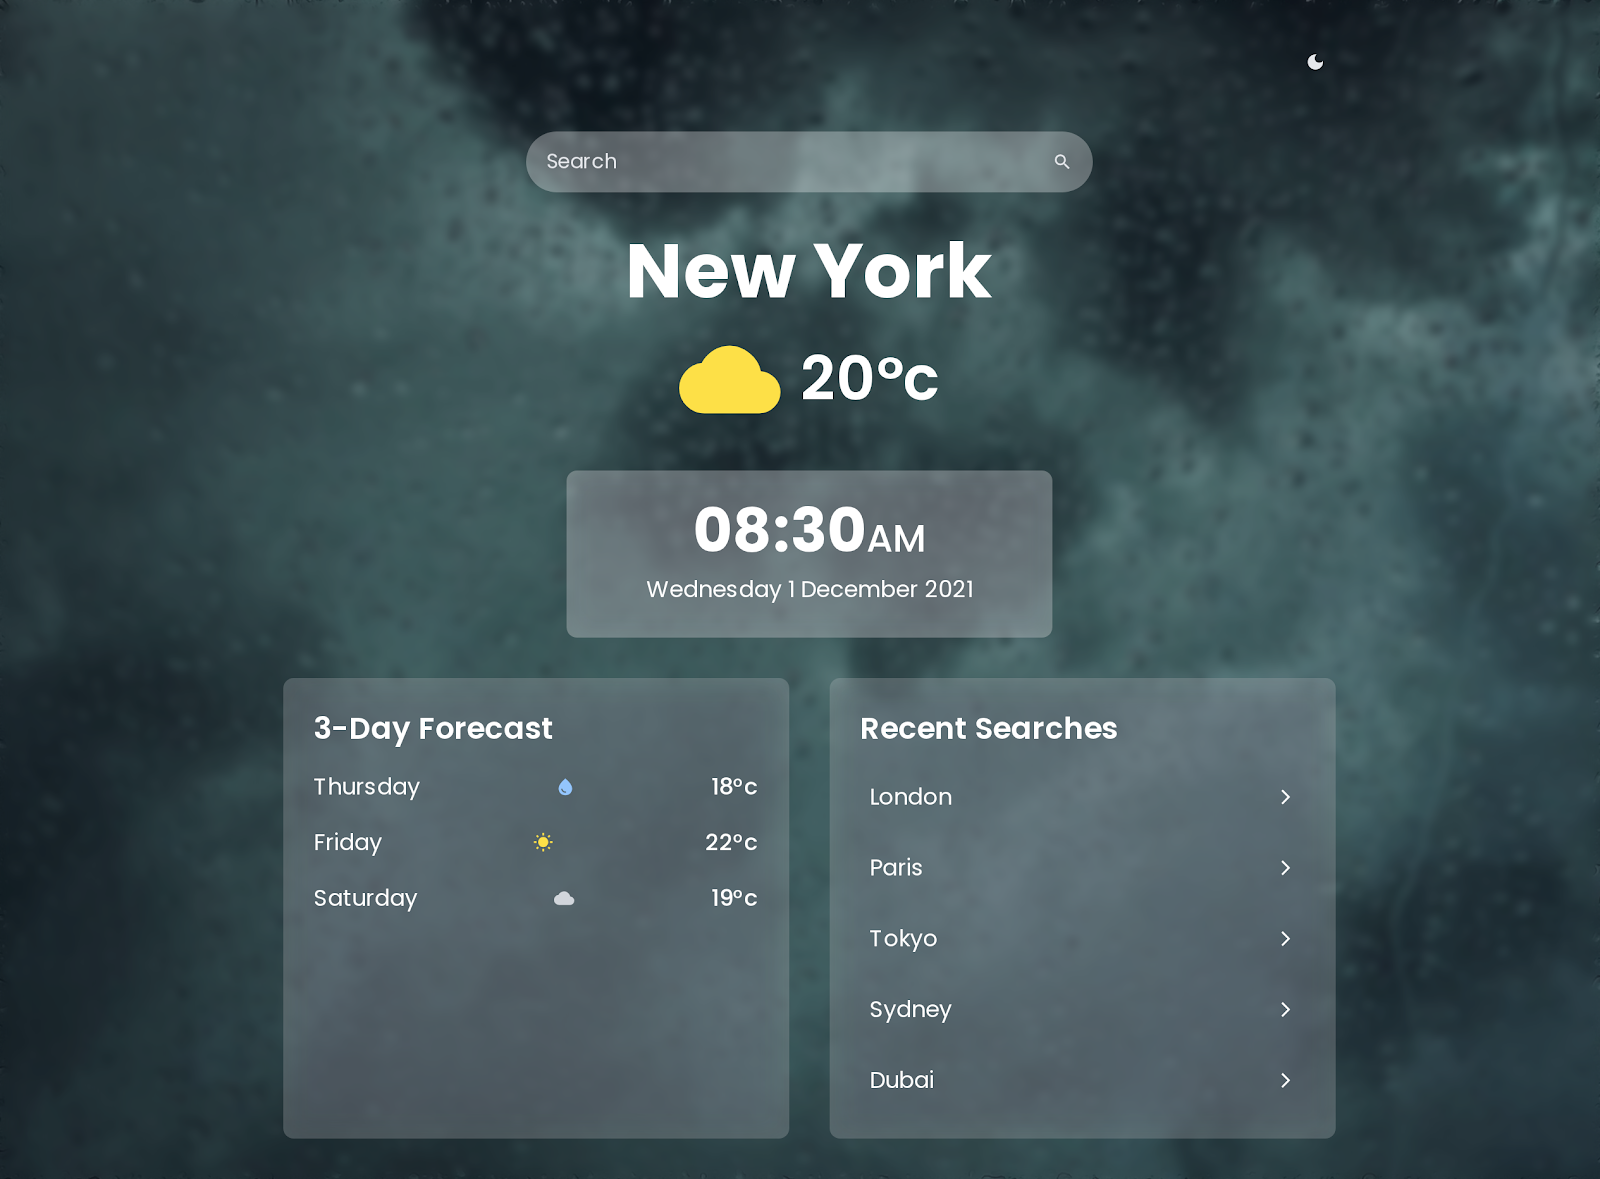 Search
New York
20°c
08:30AM
Wednesday 1 December 2021
3-Day Forecast
Thursday 18°c
Friday 22°c
Saturday 19°c
Recent Searches
London
Paris
Tokyo
Sydney
Dubai